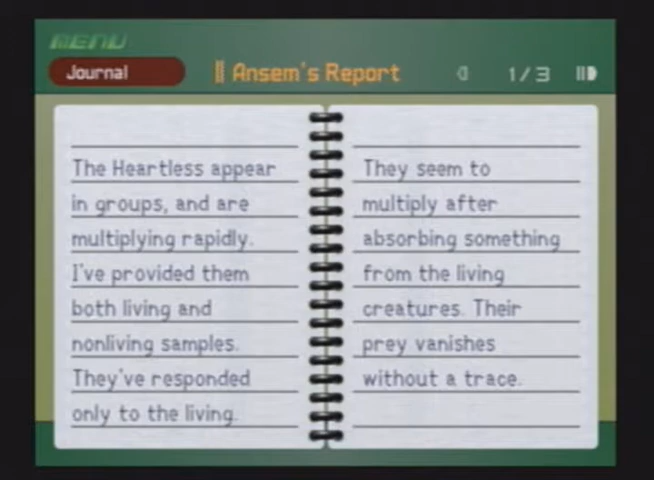 MENU
Journal
Ansem's Report
1/3
The Heartless appear
in groups, and are
multiplying rapidly.
I've provided them
both living and
nonliving samples.
They've responded
only to the living.
They seem to
multiply after
absorbing something
from the living
creatures. Their
prey vanishes
without a trace.